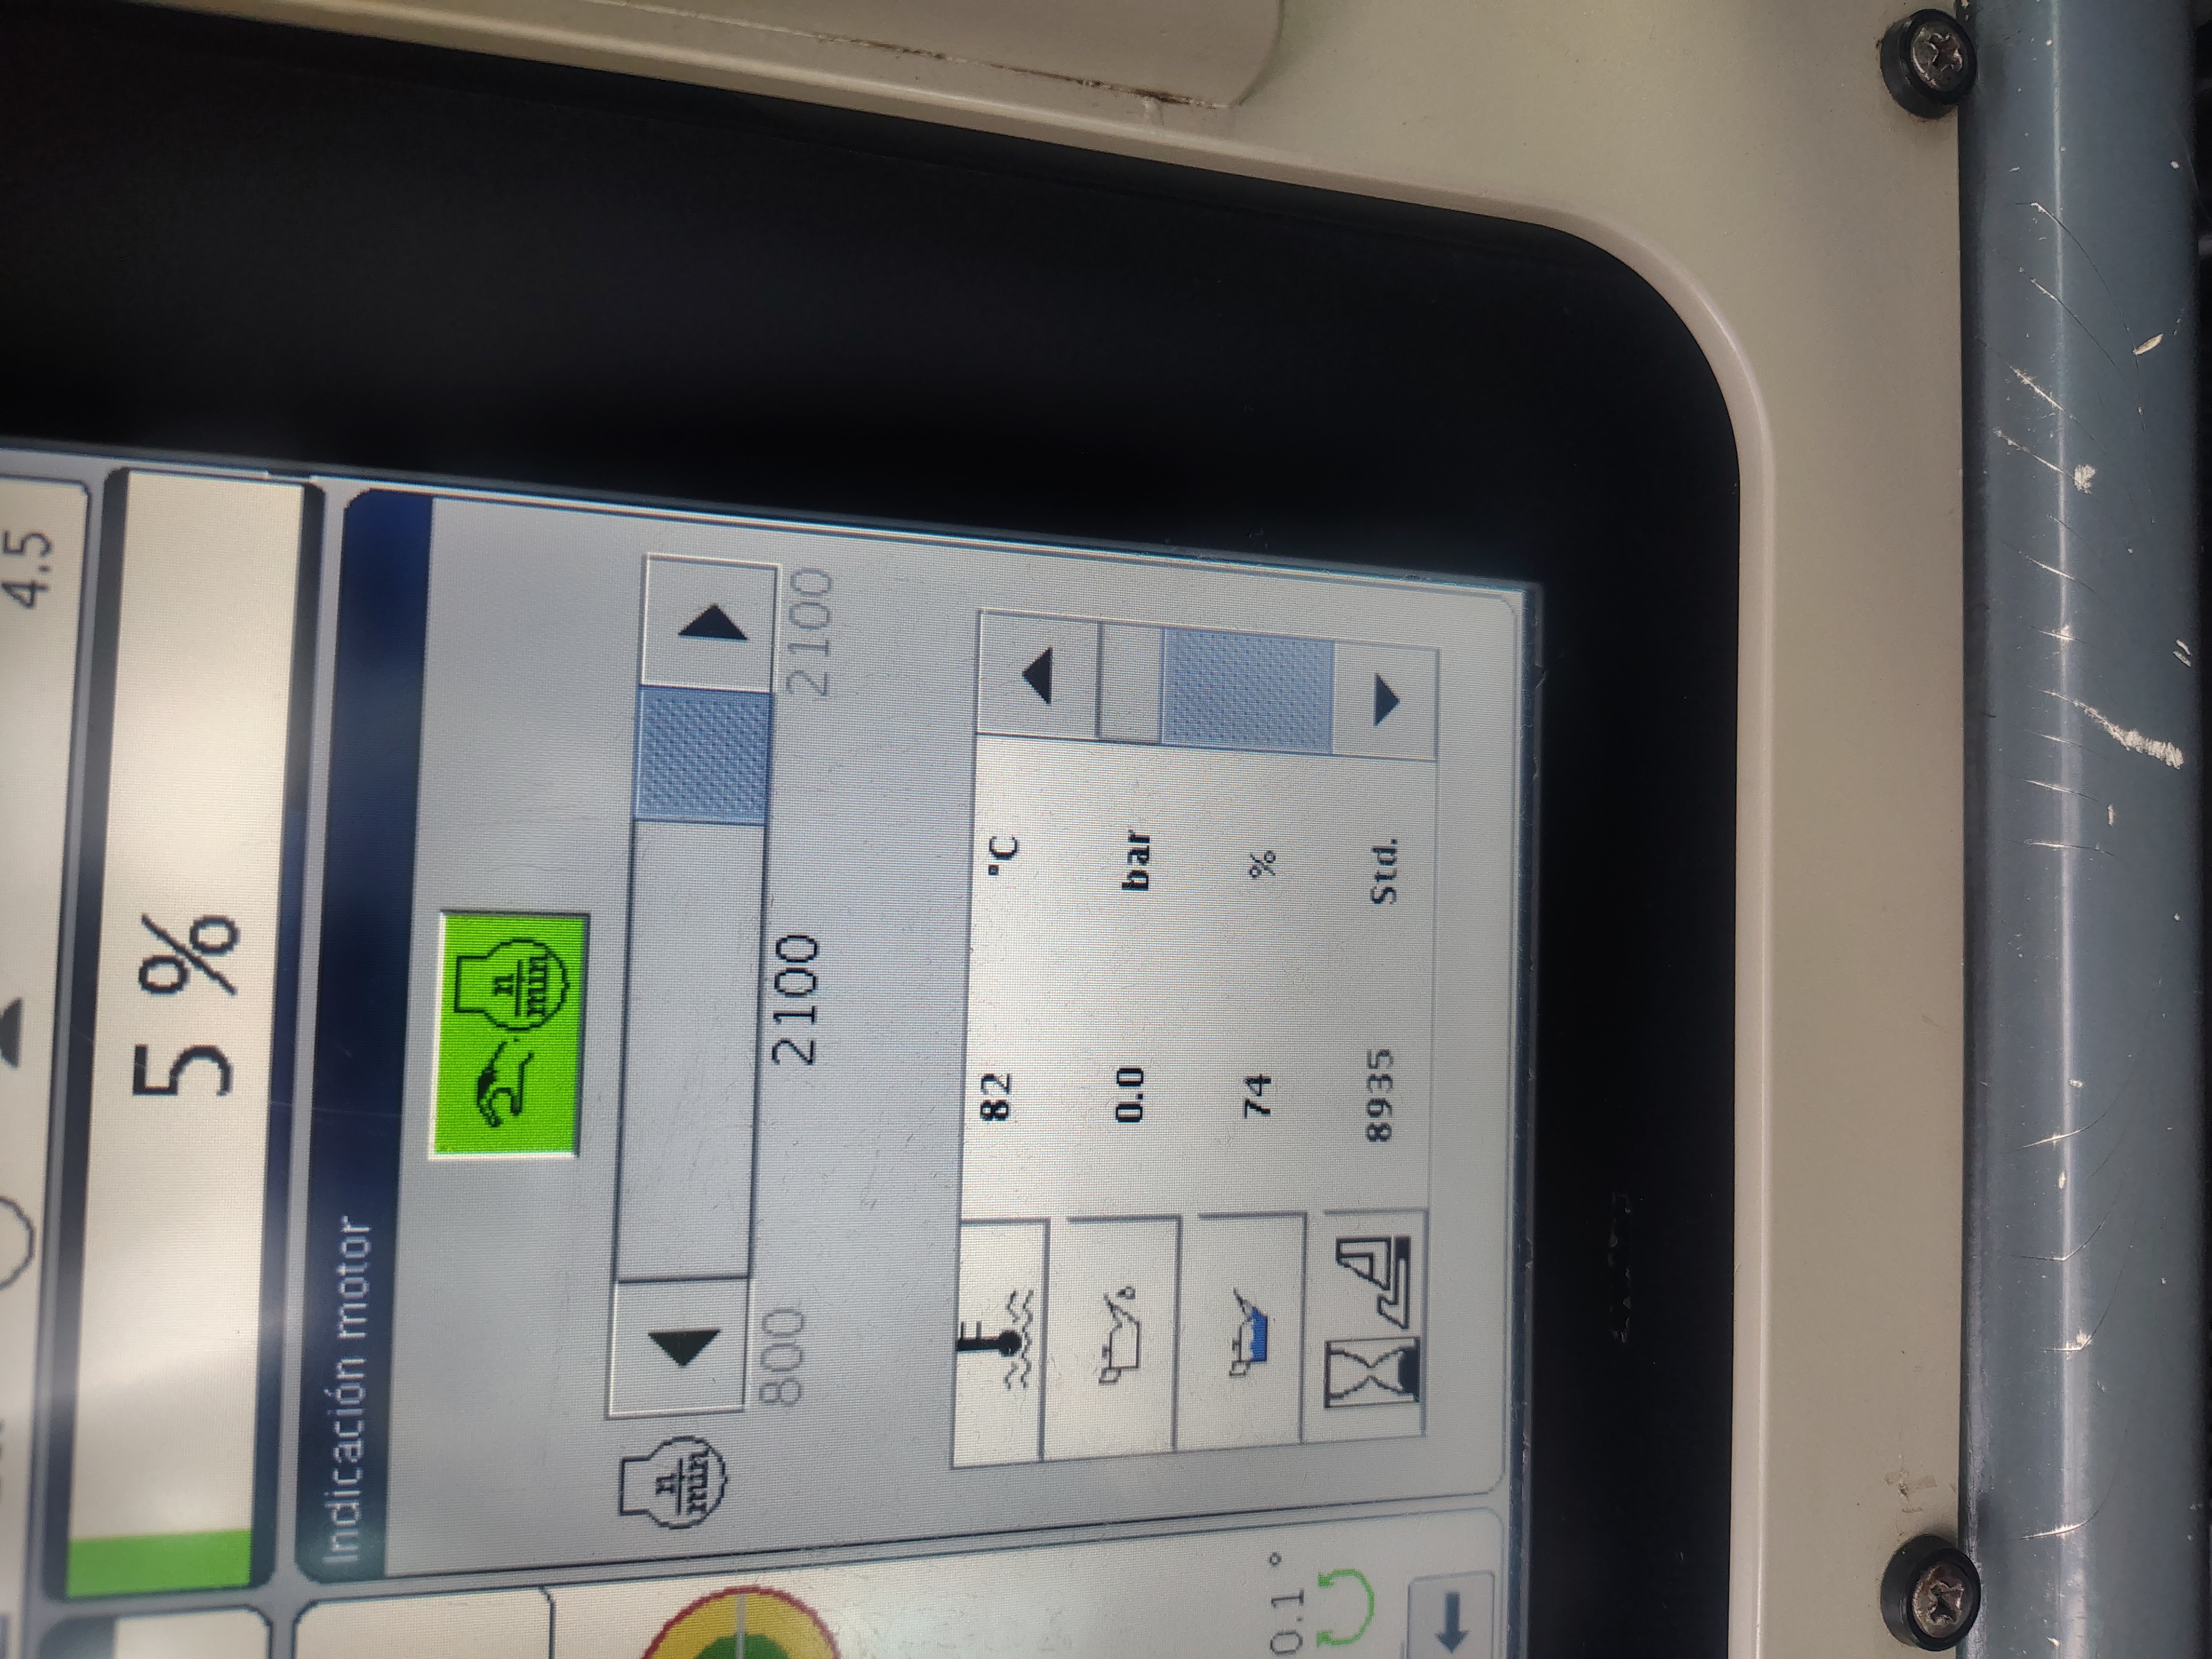 4.5
5 %
Indicación motor
n
min
n
min
800 2100 2100
82 °C
0.0 bar
74 %
0.1 °
8935 Std.